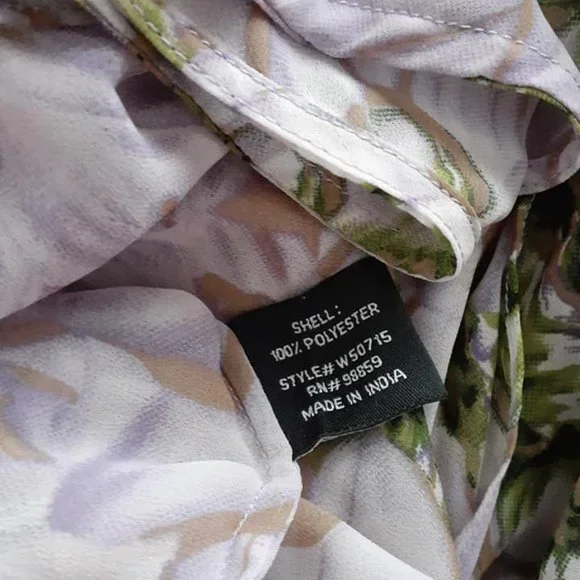 SHELL:
100% POLYESTER
STYLE# W50715
RN# 98859
MADE IN INDIA